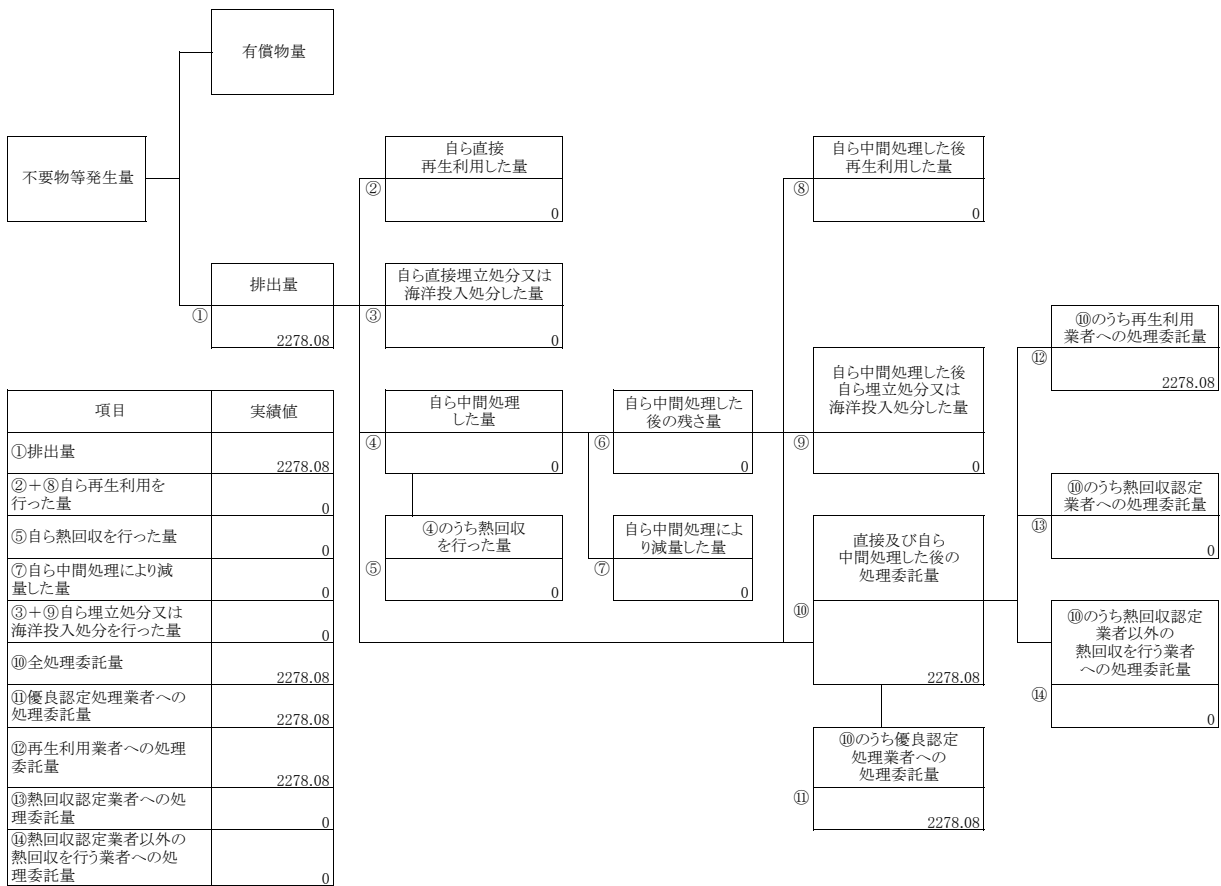 有償物量
不要物等発生量
排出量
①
2278.08
自ら直接
再生利用した量
②
0
自ら直接埋立処分又は
海洋投入処分した量
③
0
自ら中間処理
した量
④
0
④のうち熱回収
を行った量
⑤
0
自ら中間処理した
後の残さ量
⑥
0
自ら中間処理によ
り減量した量
⑦
0
自ら中間処理した後
再生利用した量
⑧
0
自ら中間処理した後
自ら埋立処分又は
海洋投入処分した量
⑨
0
直接及び自ら
中間処理した後の
処理委託量
⑩
2278.08
⑩のうち優良認定
処理業者への
処理委託量
⑪
2278.08
⑩のうち再生利用
業者への処理委託量
⑫
2278.08
⑩のうち熱回収認定
業者への処理委託量
⑬
0
⑩のうち熱回収認定
業者以外の
熱回収を行う業者
への処理委託量
⑭
0
項目 実績値
①排出量
2278.08
②+⑧自ら再生利用を
行った量
0
⑤自ら熱回収を行った量
0
⑦自ら中間処理により減
量した量
0
③+⑨自ら埋立処分又は
海洋投入処分を行った量
0
⑩全処理委託量
2278.08
⑪優良認定処理業者への
処理委託量
2278.08
⑫再生利用業者への処理
委託量
2278.08
⑬熱回収認定業者への処
理委託量
0
⑭熱回収認定業者以外の
熱回収を行う業者への処
理委託量
0